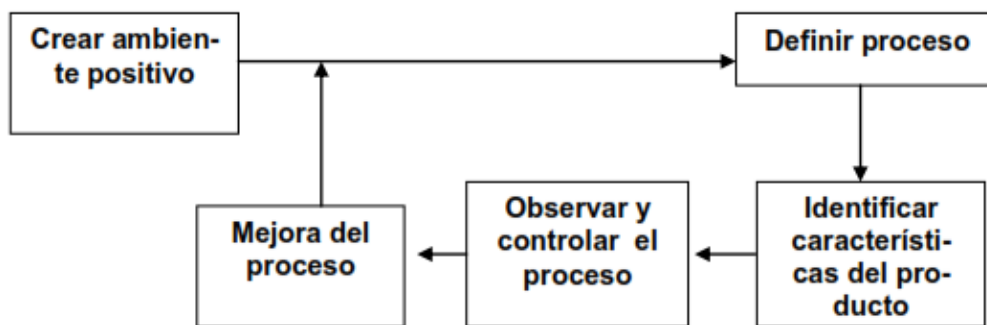 Crear ambien-
te positivo
Definir proceso
Identificar
característi-
cas del pro-
ducto
Observar y
controlar el
proceso
Mejora del
proceso